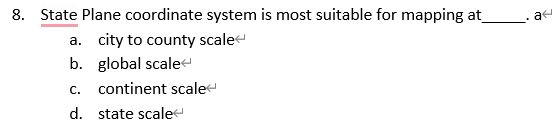 8. State Plane coordinate system is most suitable for mapping at_____. a↵
a. city to county scale↵
b. global scale↵
c. continent scale↵
d. state scale↵